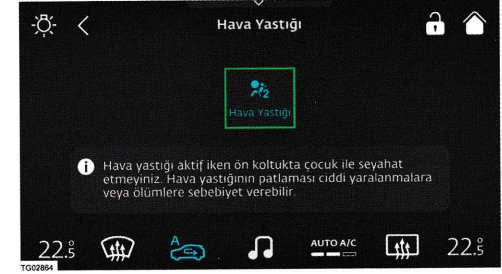 Hava Yastığı
2
Hava Yastığı
i Hava yastığı aktif iken ön koltukta çocuk ile seyahat
etmeyiniz. Hava yastığının patlaması ciddi yaralanmalara
veya ölümlere sebebiyet verebilir.
22.5° A AUTO A/C 22.5°
TG02864